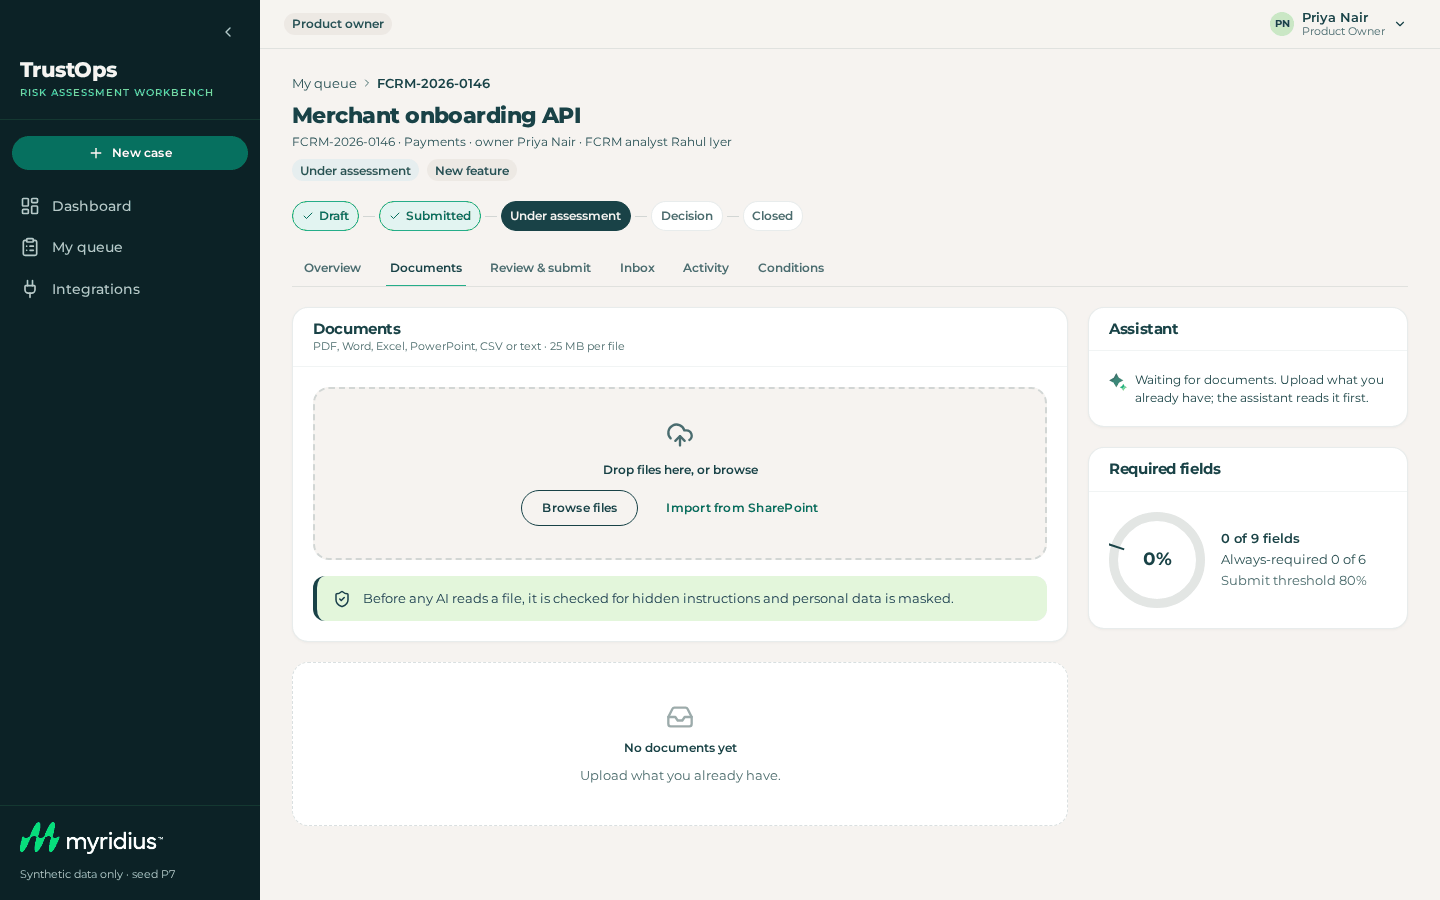 Product owner
PN
Priya Nair
Product Owner
TrustOps
RISK ASSESSMENT WORKBENCH
New case
Dashboard
My queue
Integrations
myridius™
Synthetic data only · seed P7
My queue
FCRM-2026-0146
Merchant onboarding API
FCRM-2026-0146 · Payments · owner Priya Nair · FCRM analyst Rahul Iyer
Under assessment
New feature
Draft
Submitted
Under assessment
Decision
Closed
Overview
Documents
Review & submit
Inbox
Activity
Conditions
Documents
PDF, Word, Excel, PowerPoint, CSV or text · 25 MB per file
Drop files here, or browse
Browse files
Import from SharePoint
Before any AI reads a file, it is checked for hidden instructions and personal data is masked.
No documents yet
Upload what you already have.
Assistant
Waiting for documents. Upload what you
already have; the assistant reads it first.
Required fields
0%
0 of 9 fields
Always-required 0 of 6
Submit threshold 80%